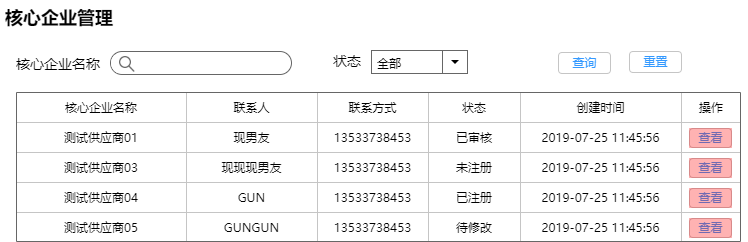 核心企业管理
核心企业名称 状态 全部 查询 重置
核心企业名称 联系人 联系方式 状态 创建时间 操作
测试供应商01 现男友 13533738453 已审核 2019-07-25 11:45:56 查看
测试供应商03 现现现男友 13533738453 未注册 2019-07-25 11:45:56 查看
测试供应商04 GUN 13533738453 已注册 2019-07-25 11:45:56 查看
测试供应商05 GUNGUN 13533738453 待修改 2019-07-25 11:45:56 查看